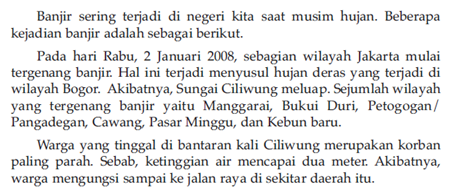 Banjir sering terjadi di negeri kita saat musim hujan. Beberapa
kejadian banjir adalah sebagai berikut.
Pada hari Rabu, 2 Januari 2008, sebagian wilayah Jakarta mulai
tergenang banjir. Hal ini terjadi menyusul hujan deras yang terjadi di
wilayah Bogor. Akibatnya, Sungai Ciliwung meluap. Sejumlah wilayah
yang tergenang banjir yaitu Manggarai, Bukui Duri, Petogogan/
Pangadegan, Cawang, Pasar Minggu, dan Kebun baru.
Warga yang tinggal di bantaran kali Ciliwung merupakan korban
paling parah. Sebab, ketinggian air mencapai dua meter. Akibatnya,
warga mengungsi sampai ke jalan raya di sekitar daerah itu.